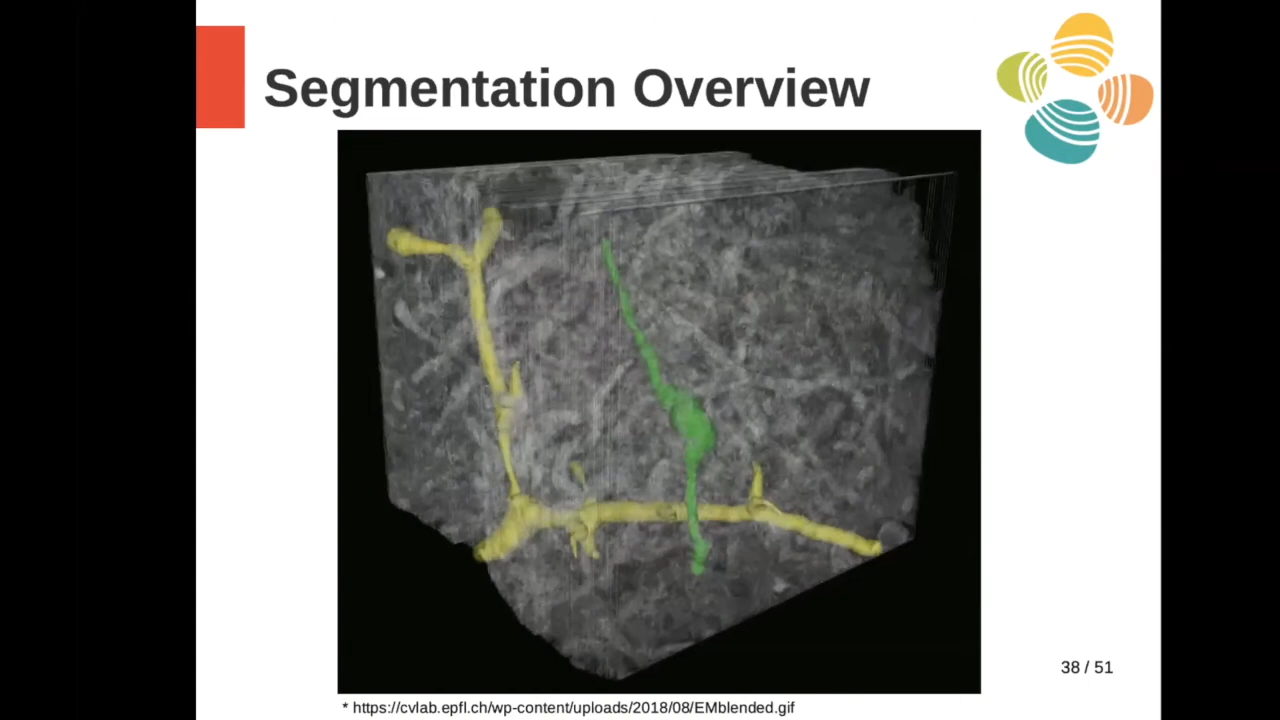 Segmentation Overview
38 / 51
* https://cvlab.epfl.ch/wp-content/uploads/2018/08/EMblended.gif